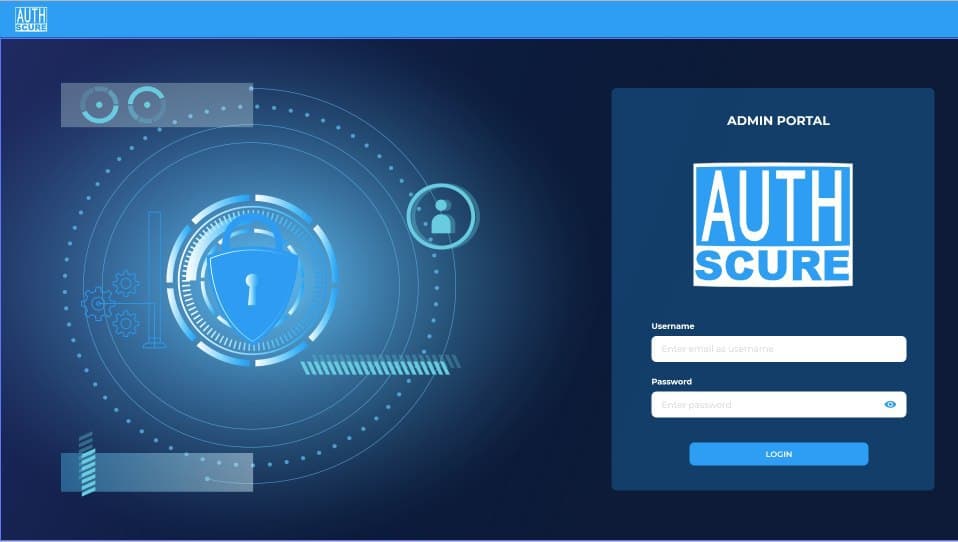 AUTH
SCURE
ADMIN PORTAL
AUTH
SCURE
Username
Enter email as username
Password
Enter password
LOGIN